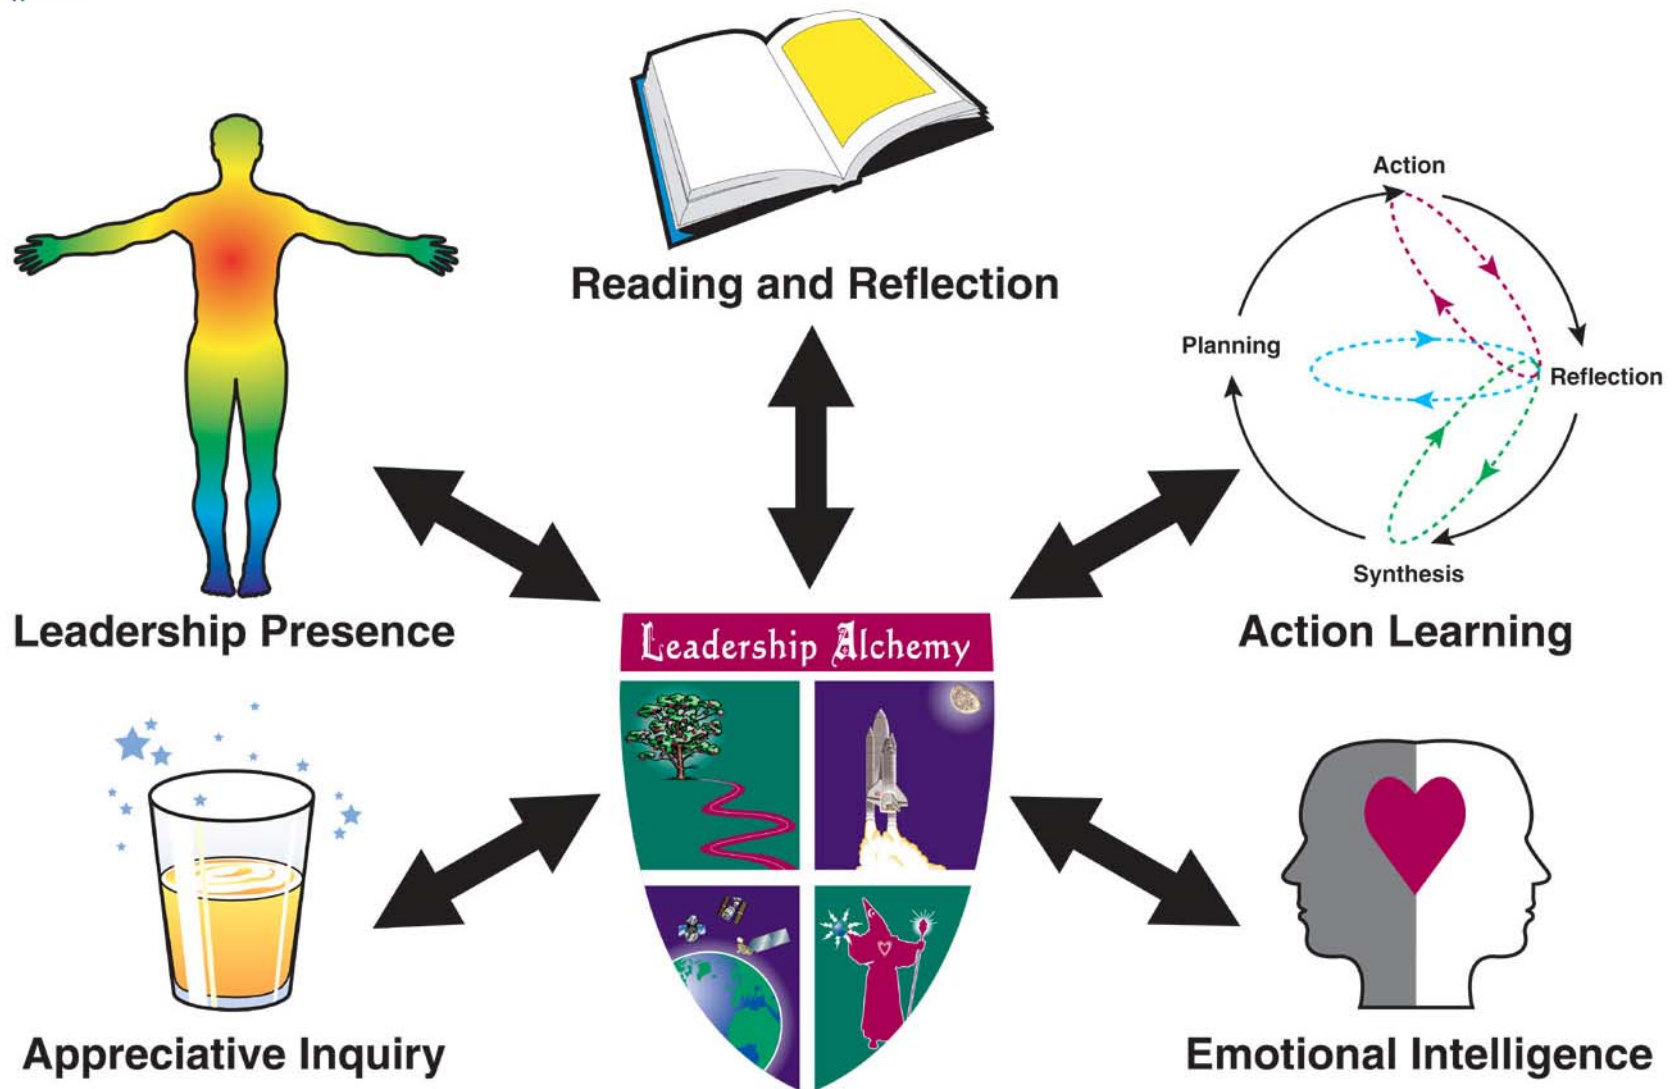 Reading and Reflection
Action
Planning
Reflection
Synthesis
Leadership Presence
Action Learning
Leadership Alchemy
Appreciative Inquiry
Emotional Intelligence